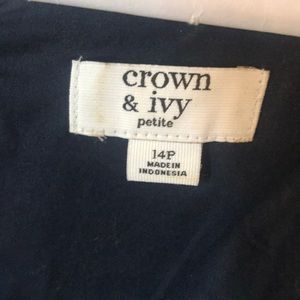 crown
& ivy
petite
14P
MADE IN
INDONESIA